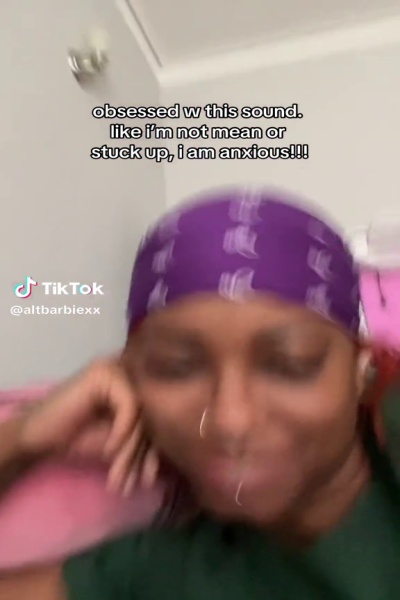 obsessed w this sound.
like i'm not mean or
stuck up, i am anxious!!!
TikTok
@altbarbiexx